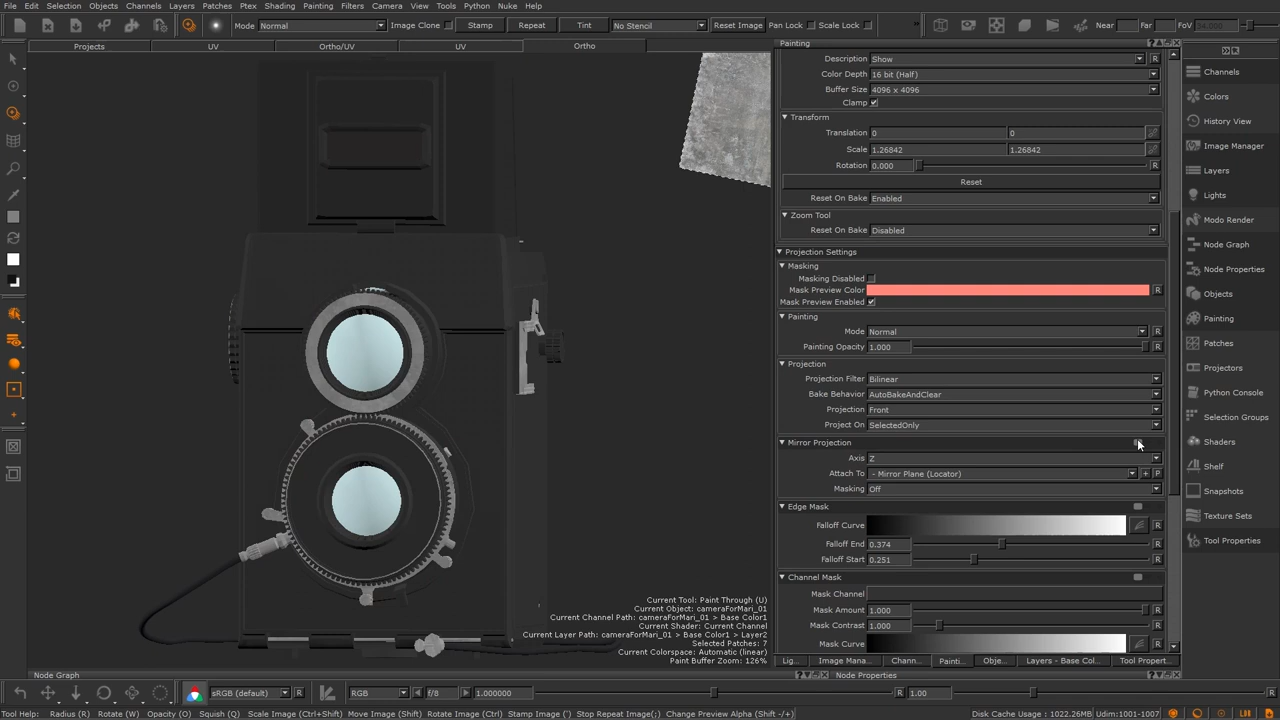 File Edit Selection Objects Channels Layers Patches Ptex Shading Painting Filters Camera View Tools Python Nuke Help
Mode Normal Image Clone Stamp Repeat Tint No Stencil Reset Image Pan Lock Scale Lock » Near Far FoV 54.000
Projects UV Ortho/UV UV Ortho
Painting
Description Show R
Color Depth 16 bit (Half)
Buffer Size 4096 x 4096
Clamp
Transform
Translation 0 0
Scale 1.26842 1.26842
Rotation 0.000 R
Reset
Reset On Bake Enabled
Zoom Tool
Reset On Bake Disabled
Projection Settings
Masking
Masking Disabled
Mask Preview Color R
Mask Preview Enabled
Painting
Mode Normal R
Painting Opacity 1.000 R
Projection
Projection Filter Bilinear
Bake Behavior AutoBakeAndClear
Projection Front
Project On SelectedOnly
Mirror Projection
Axis Z
Attach To - Mirror Plane (Locator) + P
Masking Off
Edge Mask
Falloff Curve R
Falloff End 0.374 R
Falloff Start 0.251 R
Channel Mask
Mask Channel
Mask Amount 1.000 R
Mask Contrast 1.000 R
Mask Curve R
Channels
Colors
History View
Image Manager
Layers
Lights
Modo Render
Node Graph
Node Properties
Objects
Painting
Patches
Projectors
Python Console
Selection Groups
Shaders
Shelf
Snapshots
Texture Sets
Tool Properties
Current Tool: Paint Through (U)
Current Object: cameraForMari_01
Current Channel Path: cameraForMari_01 > Base Color1
Current Shader: Current Channel
Current Layer Path: cameraForMari_01 > Base Color1 > Layer2
Selected Patches: 7
Current Colorspace: Automatic (linear)
Paint Buffer Zoom: 126%
Lig... Image Mana... Chann... Painti... Obje... Layers - Base Col... Tool Propert...
Node Graph Node Properties
sRGB (default) R RGB f/8 1.000000 R 1.00 R
Tool Help: Radius (R) Rotate (W) Opacity (O) Squish (Q) Scale Image (Ctrl+Shift) Move Image (Shift) Rotate Image (Ctrl) Stamp Image (') Stop Repeat Image(;) Change Preview Alpha (Shift -/+) Disk Cache Usage : 1022.26MB Udim:1001-1007